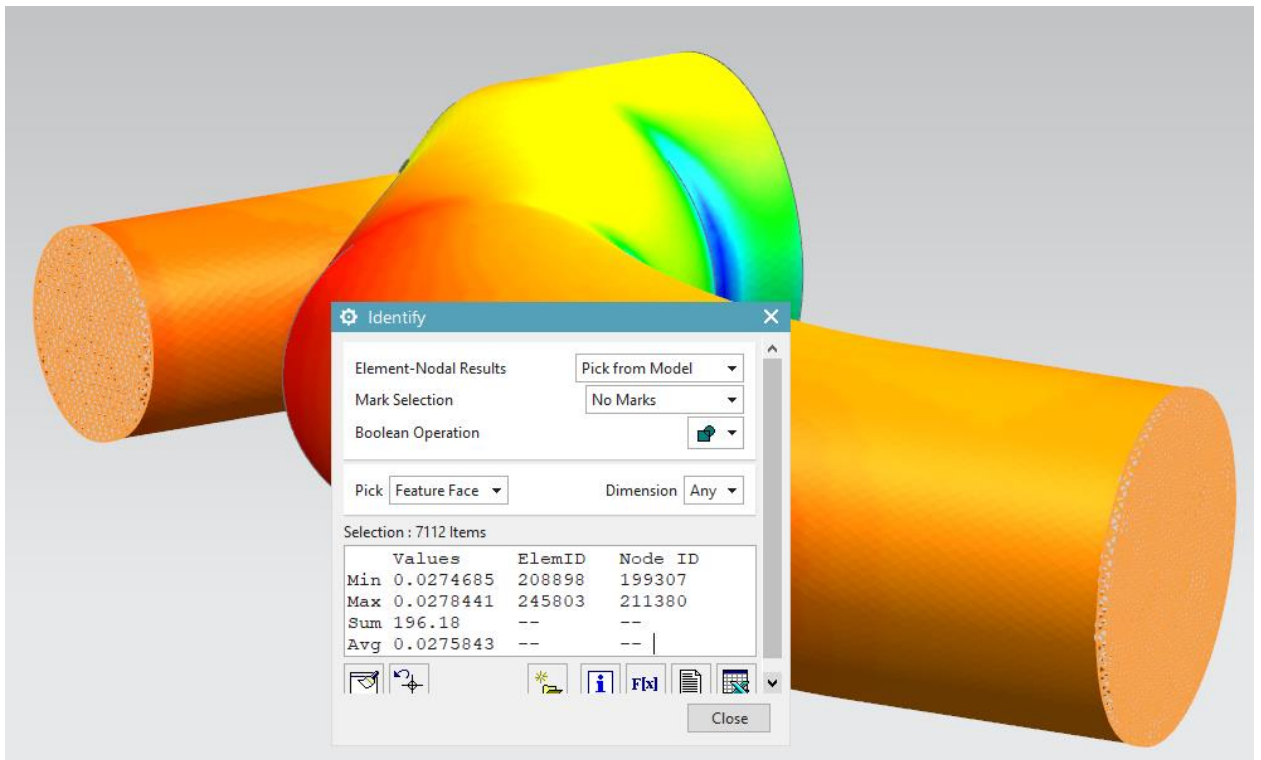 Identify
Element-Nodal Results Pick from Model
Mark Selection No Marks
Boolean Operation
Pick Feature Face Dimension Any
Selection : 7112 Items
Values ElemID Node ID
Min 0.0274685 208898 199307
Max 0.0278441 245803 211380
Sum 196.18 -- --
Avg 0.0275843 -- --
F[x]
Close